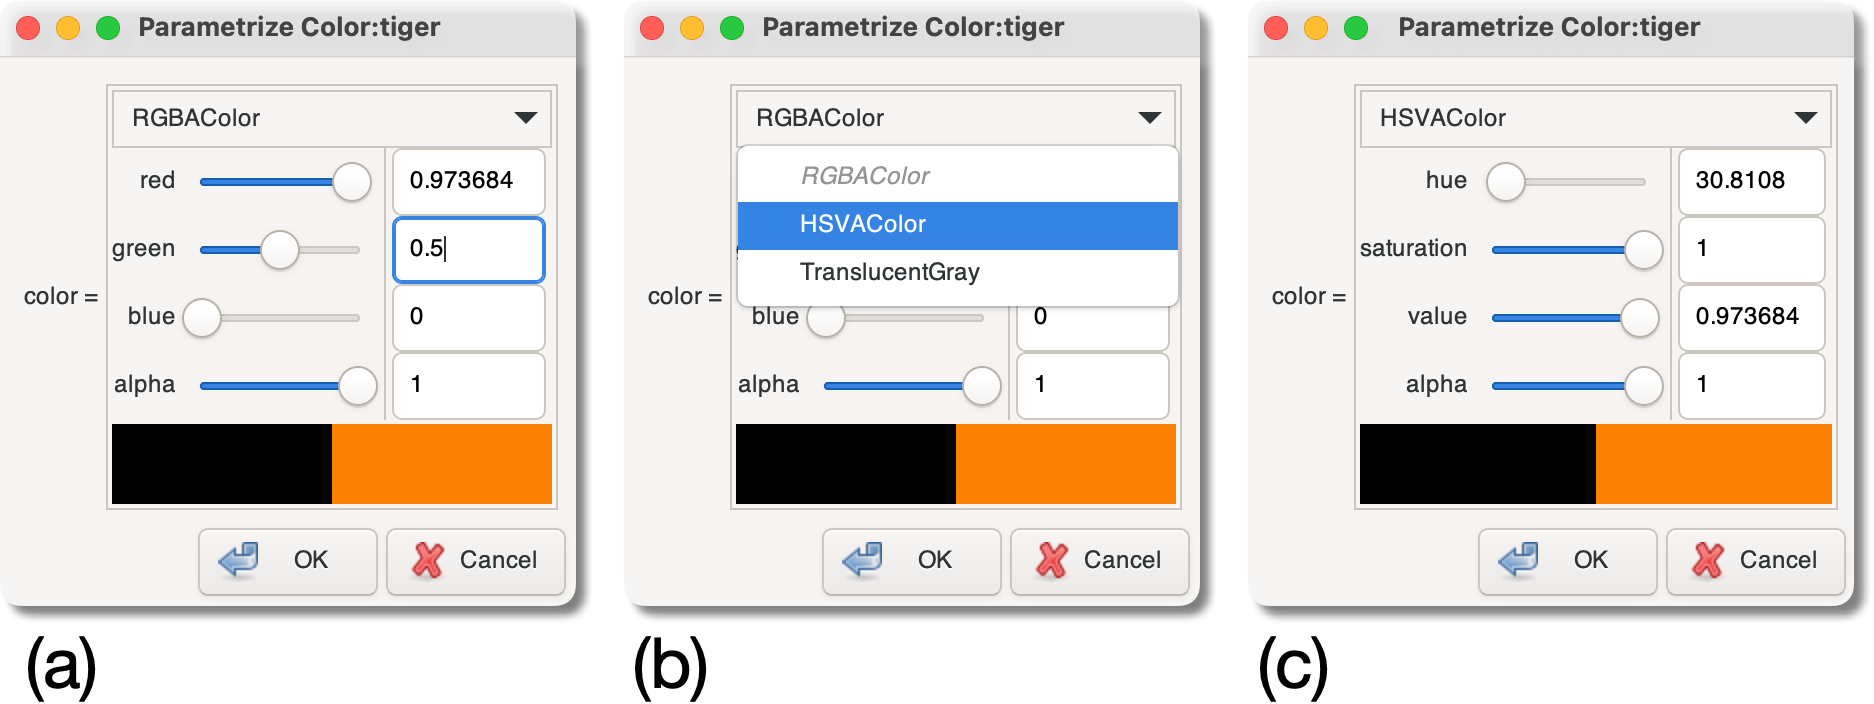 Parametrize Color:tiger
RGBAColor
red 0.973684
green 0.5
color =
blue 0
alpha 1
OK Cancel
(a)
Parametrize Color:tiger
RGBAColor
RGBAColor
HSVAColor
TranslucentGray
color =
blue 0
alpha 1
OK Cancel
(b)
Parametrize Color:tiger
HSVAColor
hue 30.8108
saturation 1
color =
value 0.973684
alpha 1
OK Cancel
(c)